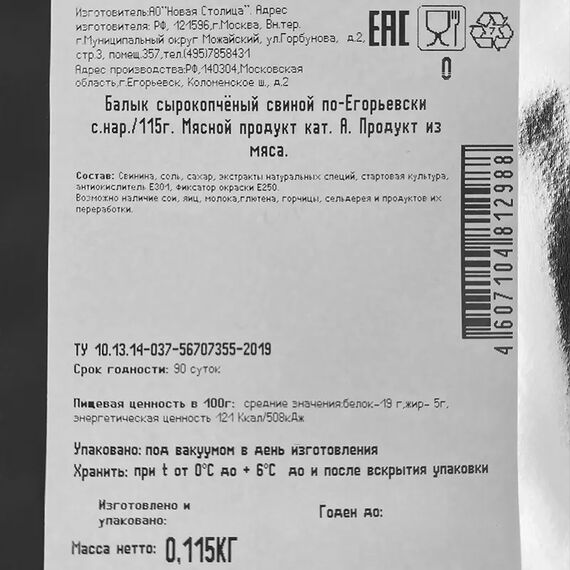 Изготовитель:АО"Новая Столица". Адрес
изготовителя: РФ, 121596,г.Москва, Вн.тер.
г.Муниципальный округ Можайский, ул.Горбунова, д.2,
стр.3, помещ.357,тел.(495)7858431
Адрес производства:РФ,140304,Московская
область,г.Егорьевск, Коломенское ш., д.2
EAC
0
Балык сырокопчёный свиной по-Егорьевски
с.нар./115г. Мясной продукт кат. А. Продукт из
мяса.
Состав: Свинина, соль, сахар, экстракты натуральных специй, стартовая культура,
антиокислитель Е301, фиксатор окраски Е250.
Возможно наличие сои, яиц, молока,глютена, горчицы, сельдерея и продуктов их
переработки.
4607104812988
ТУ 10.13.14-037-56707355-2019
Срок годности: 90 суток
Пищевая ценность в 100г: средние значения:белок-19 г,жир- 5г,
энергетическая ценность 121 Ккал/508кДж
Упаковано: под вакуумом в день изготовления
Хранить: при t от 0°С до + 6°С до и после вскрытия упаковки
Изготовлено и
упаковано:
Годен до:
Масса нетто: 0,115КГ